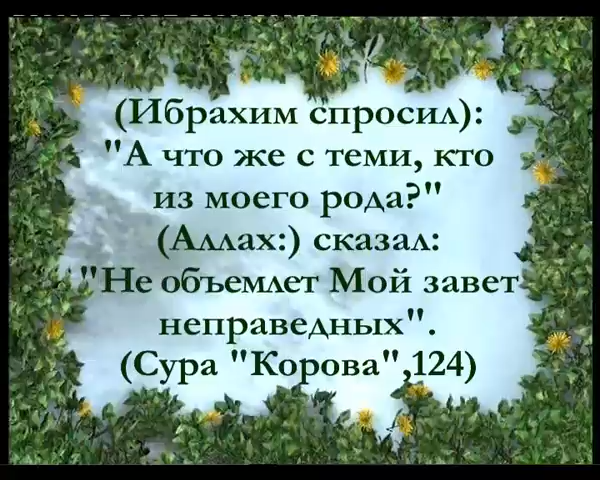 (Ибрахим спросил):
"А что же с теми, кто
из моего рода?"
(Аллах:) сказал:
"Не объемлет Мой завет
неправедных".
(Сура "Корова",124)